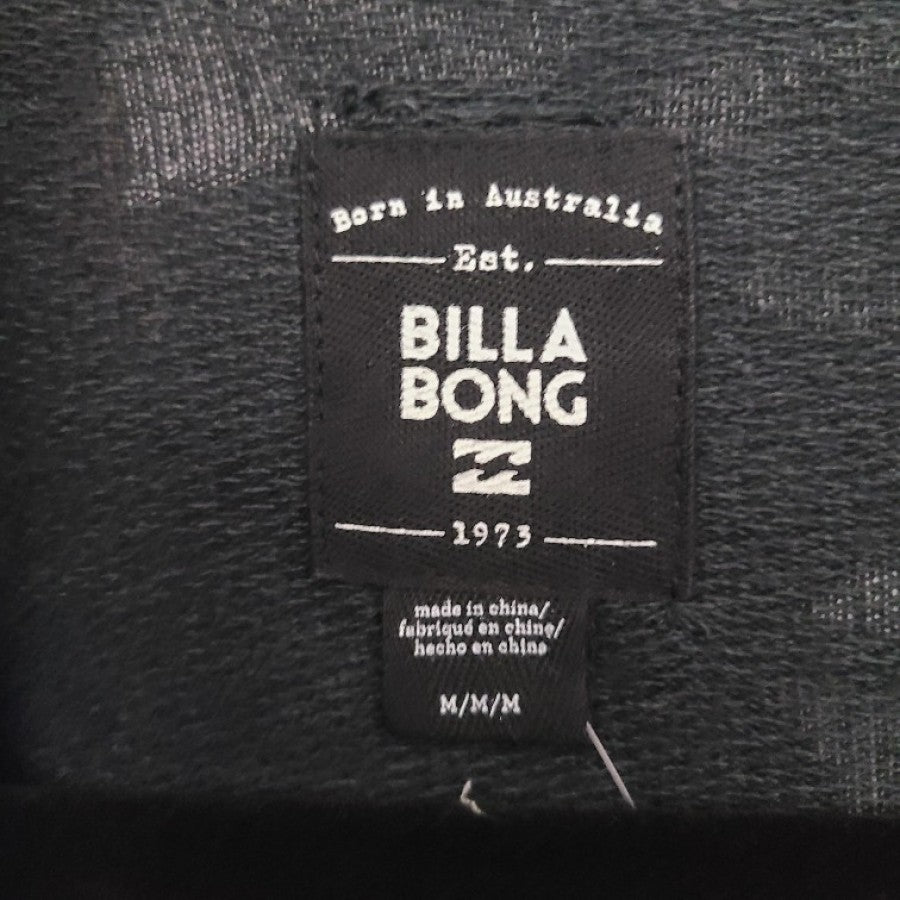 Born in Australia
Est.
BILLA
BONG
1973
made in china/
fabriqué en chine/
hecho en china
M/M/M